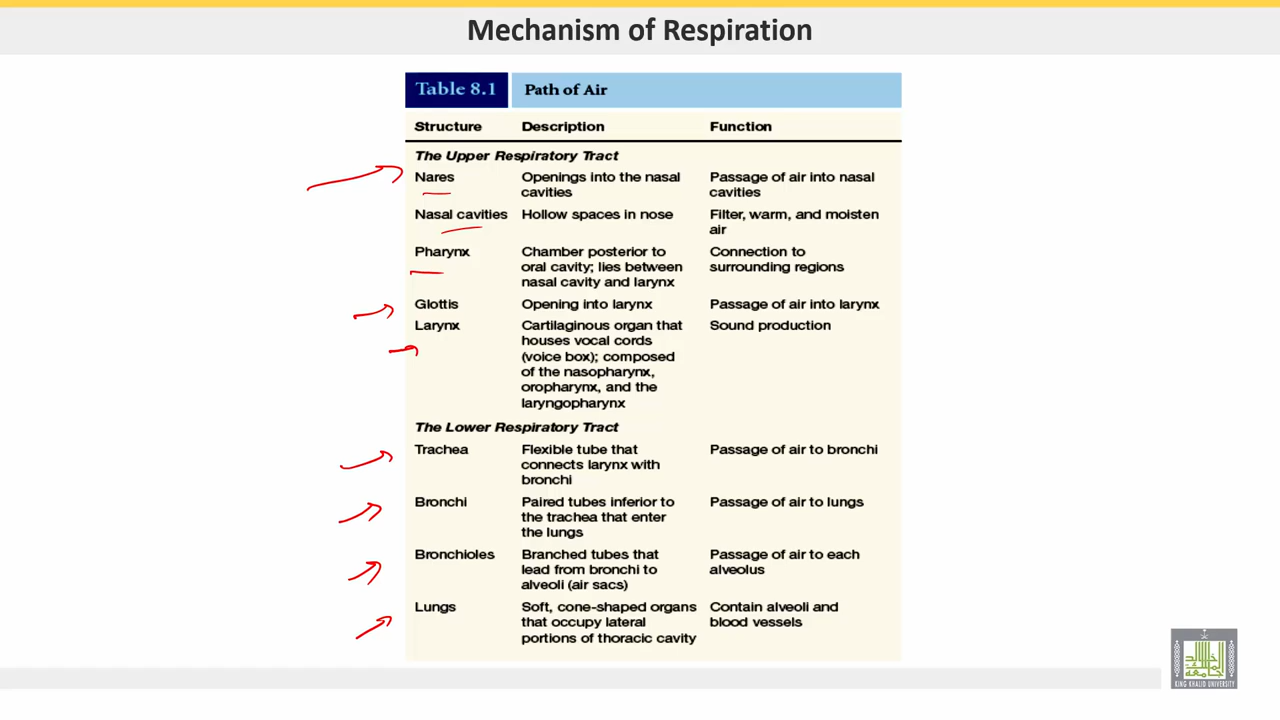 Mechanism of Respiration
Table 8.1 Path of Air
Structure Description Function
The Upper Respiratory Tract
Nares Openings into the nasal Passage of air into nasal
cavities cavities
Nasal cavities Hollow spaces in nose Filter, warm, and moisten
air
Pharynx Chamber posterior to Connection to
oral cavity; lies between surrounding regions
nasal cavity and larynx
Glottis Opening into larynx Passage of air into larynx
Larynx Cartilaginous organ that Sound production
houses vocal cords
(voice box); composed
of the nasopharynx,
oropharynx, and the
laryngopharynx
The Lower Respiratory Tract
Trachea Flexible tube that Passage of air to bronchi
connects larynx with
bronchi
Bronchi Paired tubes inferior to Passage of air to lungs
the trachea that enter
the lungs
Bronchioles Branched tubes that Passage of air to each
lead from bronchi to alveolus
alveoli (air sacs)
Lungs Soft, cone-shaped organs Contain alveoli and
that occupy lateral blood vessels
portions of thoracic cavity
KING KHALID UNIVERSITY